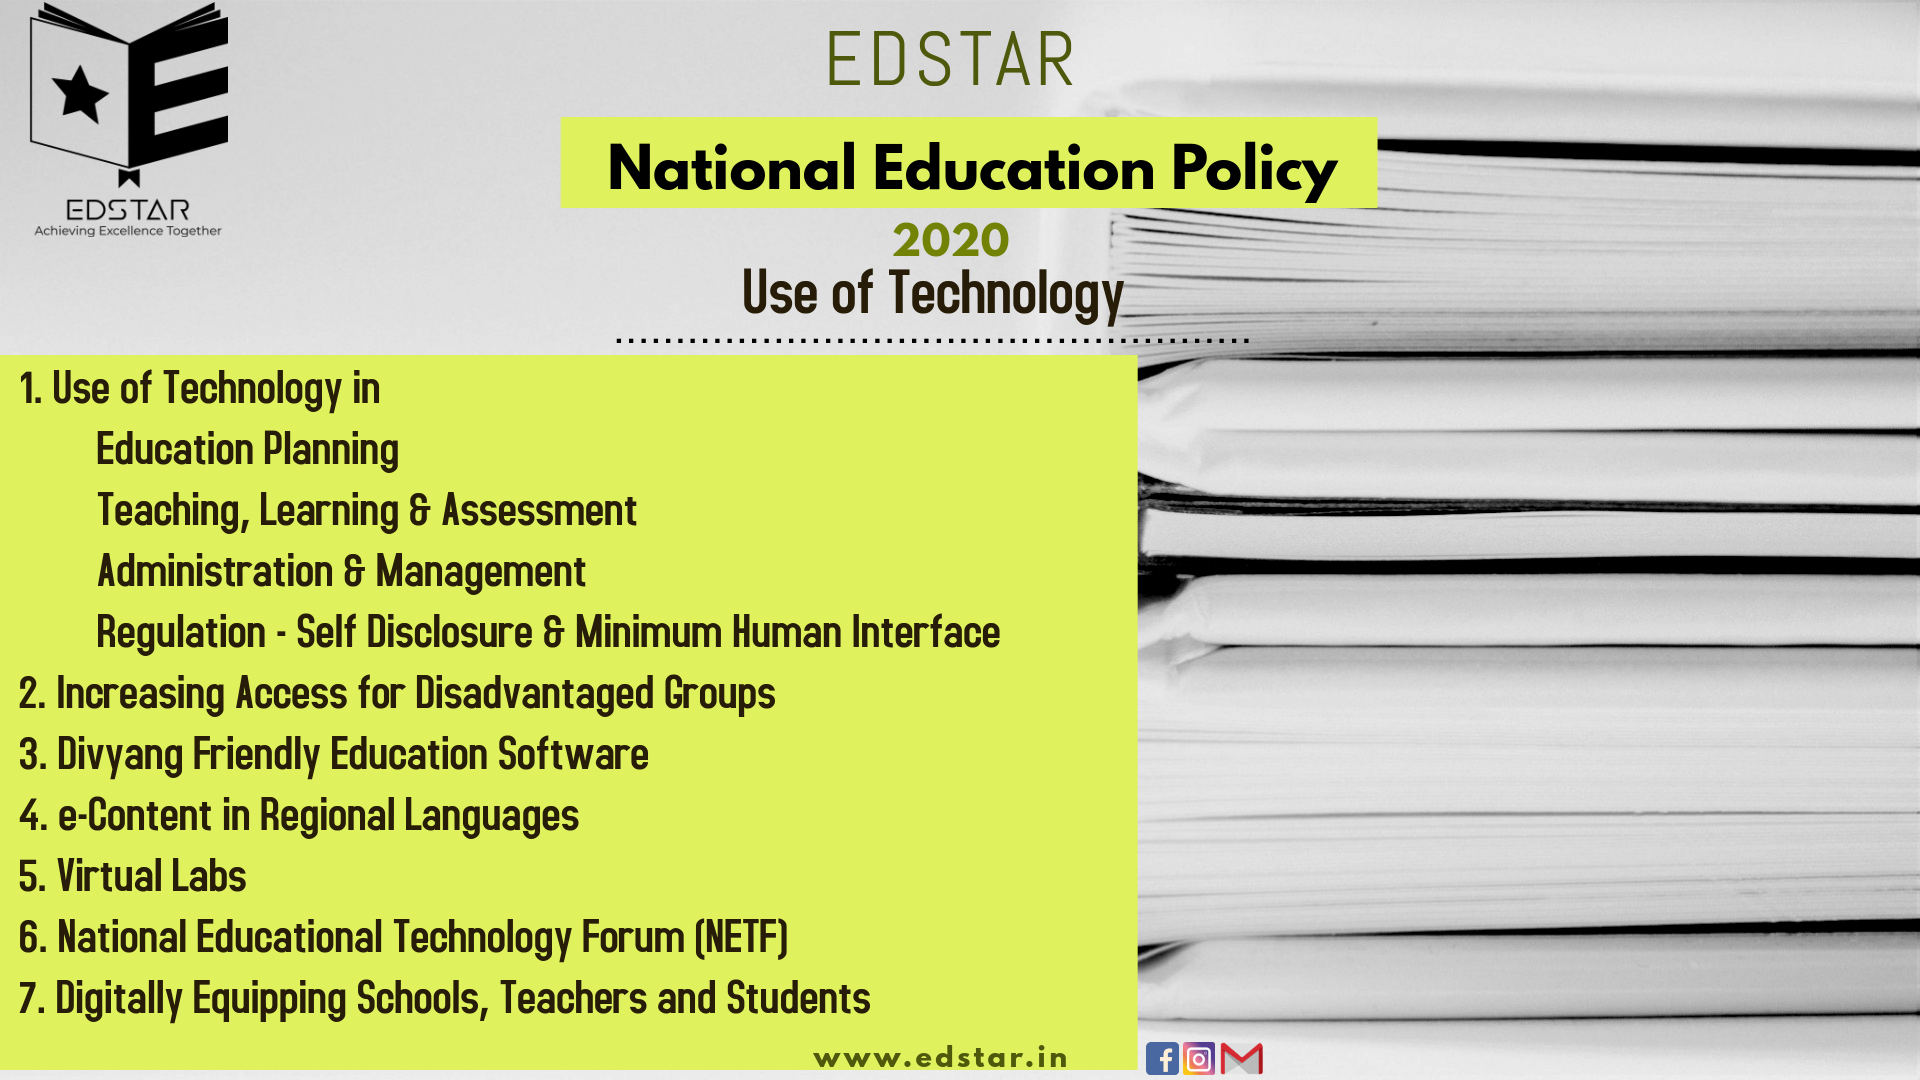 EDSTAR
Achieving Excellence Together
EDSTAR
National Education Policy
2020
Use of Technology
1. Use of Technology in
Education Planning
Teaching, Learning & Assessment
Administration & Management
Regulation - Self Disclosure & Minimum Human Interface
2. Increasing Access for Disadvantaged Groups
3. Divyang Friendly Education Software
4. e-Content in Regional Languages
5. Virtual Labs
6. National Educational Technology Forum (NETF)
7. Digitally Equipping Schools, Teachers and Students
www.edstar.in